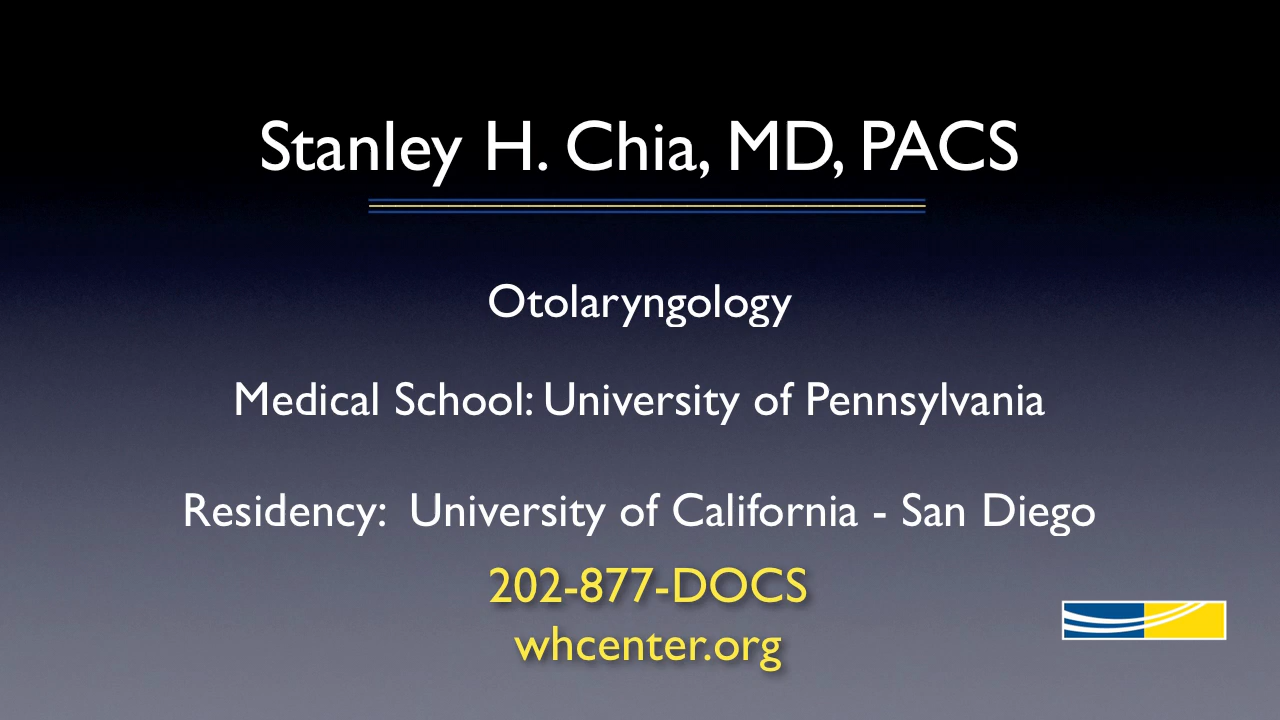 Stanley H. Chia, MD, PACS
Otolaryngology
Medical School: University of Pennsylvania
Residency: University of California - San Diego
202-877-DOCS
whcenter.org